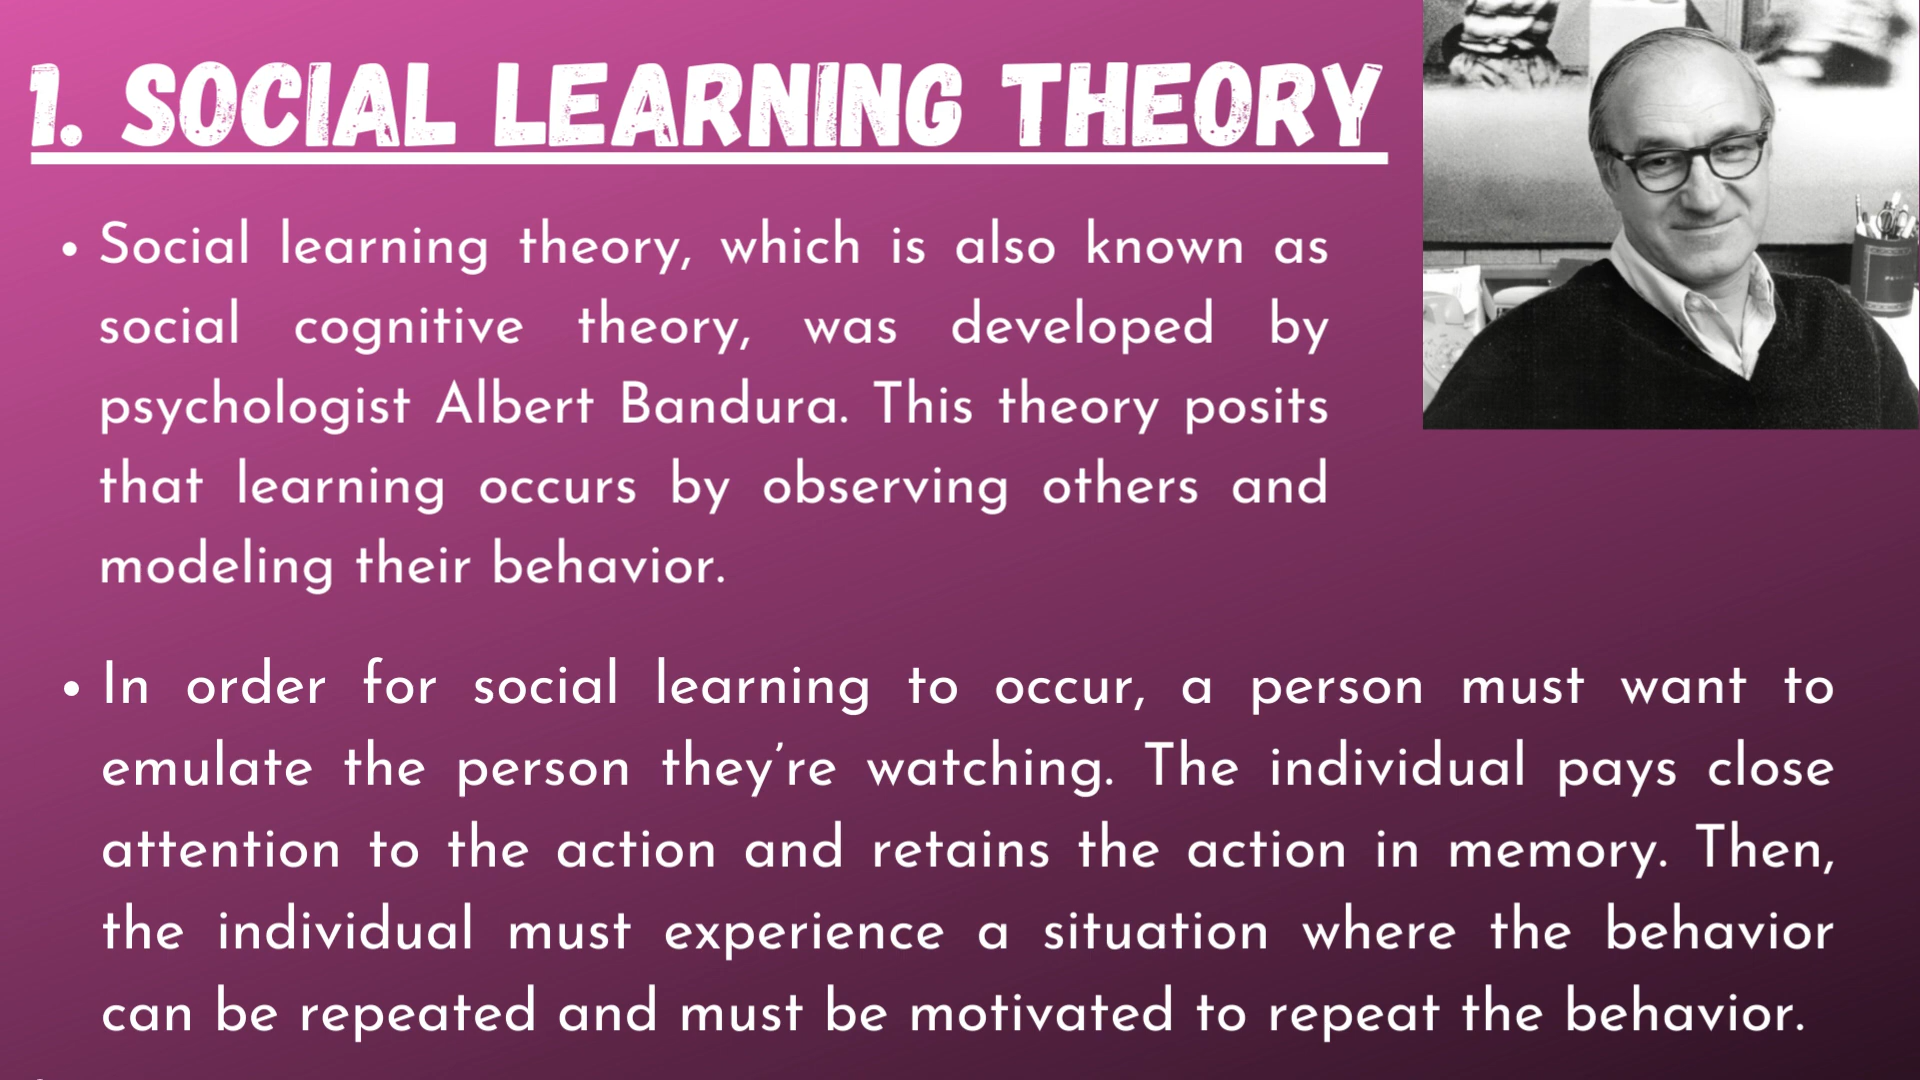 1. SOCIAL LEARNING THEORY
• Social learning theory, which is also known as
social cognitive theory, was developed by
psychologist Albert Bandura. This theory posits
that learning occurs by observing others and
modeling their behavior.
• In order for social learning to occur, a person must want to
emulate the person they’re watching. The individual pays close
attention to the action and retains the action in memory. Then,
the individual must experience a situation where the behavior
can be repeated and must be motivated to repeat the behavior.